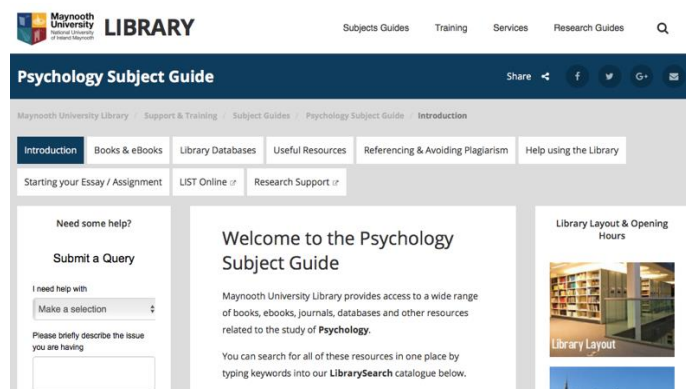 Maynooth
University
National University
of Ireland Maynooth
LIBRARY
Subjects Guides Training Services Research Guides
Psychology Subject Guide
Share
Maynooth University Library / Support & Training / Subject Guides / Psychology Subject Guide / Introduction
Introduction Books & eBooks Library Databases Useful Resources Referencing & Avoiding Plagiarism Help using the Library
Starting your Essay / Assignment LIST Online Research Support
Need some help?
Submit a Query
I need help with
Make a selection
Please briefly describe the issue
you are having
Welcome to the Psychology
Subject Guide
Maynooth University Library provides access to a wide range
of books, ebooks, journals, databases and other resources
related to the study of Psychology.
You can search for all of these resources in one place by
typing keywords into our LibrarySearch catalogue below.
Library Layout & Opening
Hours
Library Layout